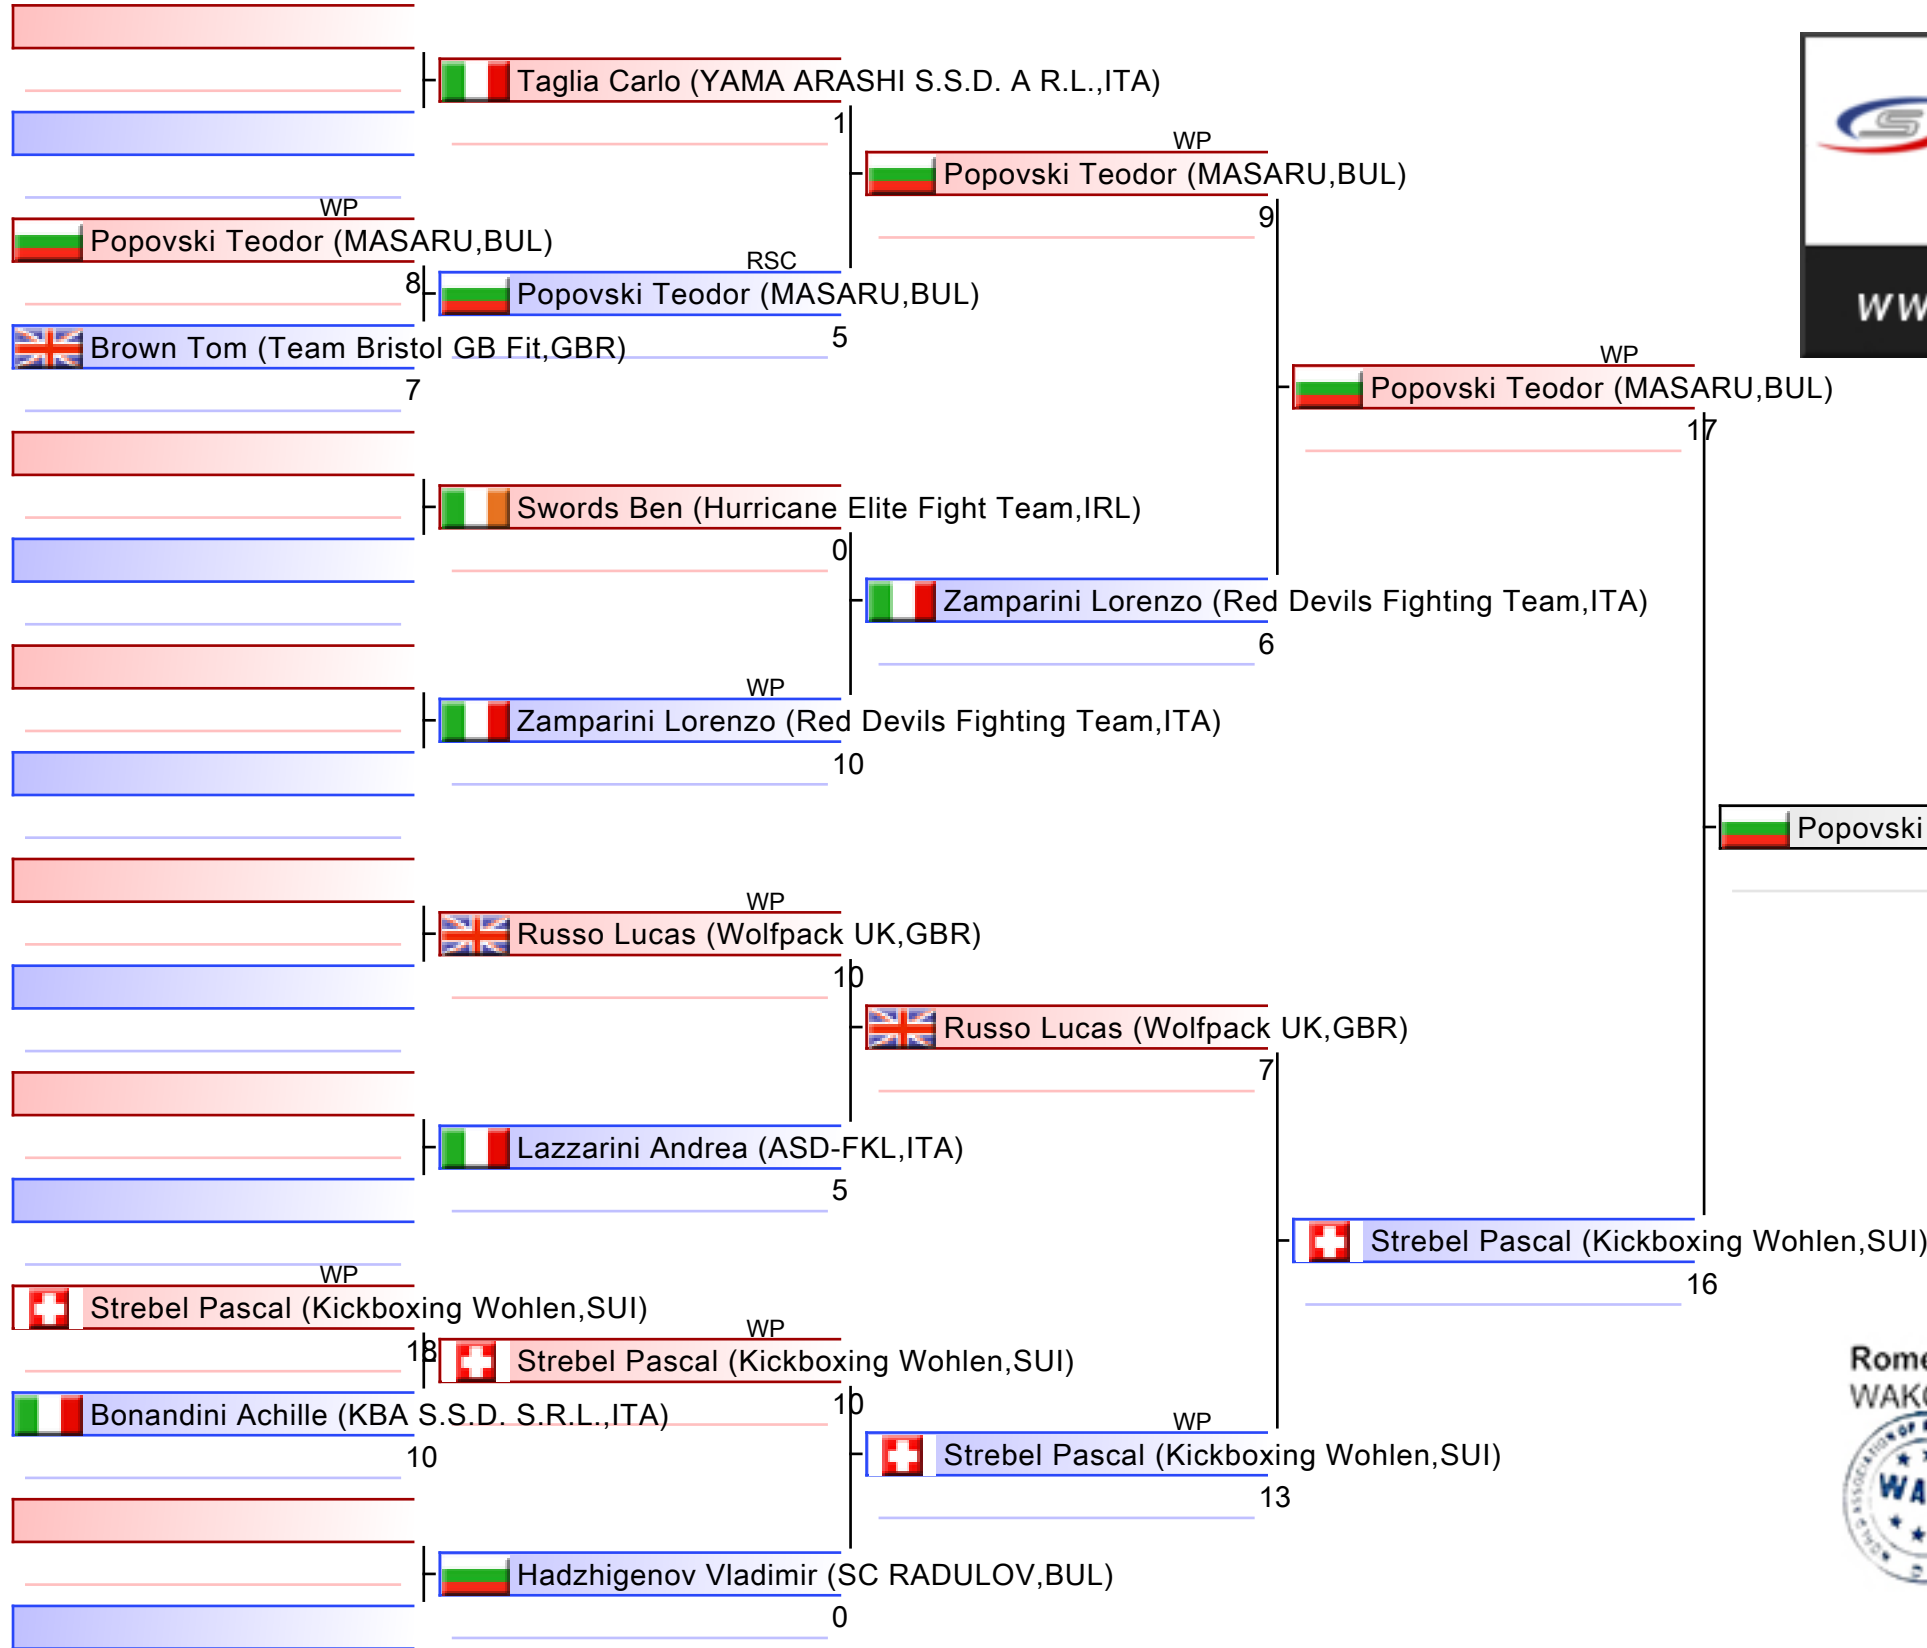 Taglia Carlo (YAMA ARASHI S.S.D. A R.L.,ITA)
1
WP
Popovski Teodor (MASARU,BUL)
9
WP
Popovski Teodor (MASARU,BUL)
8
RSC
Popovski Teodor (MASARU,BUL)
5
Brown Tom (Team Bristol GB Fit,GBR)
7
WP
Popovski Teodor (MASARU,BUL)
17
Swords Ben (Hurricane Elite Fight Team,IRL)
0
Zamparini Lorenzo (Red Devils Fighting Team,ITA)
6
WP
Zamparini Lorenzo (Red Devils Fighting Team,ITA)
10
Popovski
WP
Russo Lucas (Wolfpack UK,GBR)
10
Russo Lucas (Wolfpack UK,GBR)
7
Lazzarini Andrea (ASD-FKL,ITA)
5
Strebel Pascal (Kickboxing Wohlen,SUI)
16
WP
Strebel Pascal (Kickboxing Wohlen,SUI)
18
WP
Strebel Pascal (Kickboxing Wohlen,SUI)
10
Bonandini Achille (KBA S.S.D. S.R.L.,ITA)
10
WP
Strebel Pascal (Kickboxing Wohlen,SUI)
13
Hadzhigenov Vladimir (SC RADULOV,BUL)
0
Rome